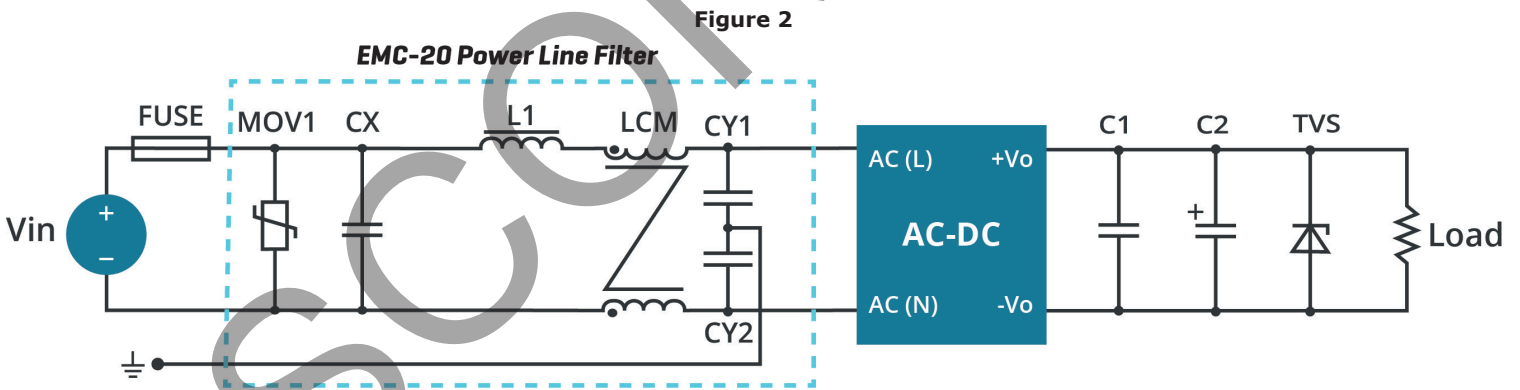 Figure 2
EMC-20 Power Line Filter
FUSE
MOV1
CX
L1
LCM
CY1
C1
C2
TVS
AC (L)
+Vo
Vin
+
−
AC-DC
+
Load
AC (N)
-Vo
CY2